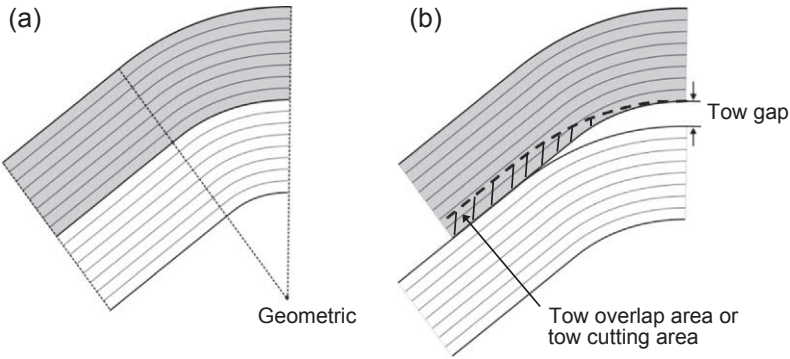 (a)
(b)
Tow gap
Geometric
Tow overlap area or
tow cutting area